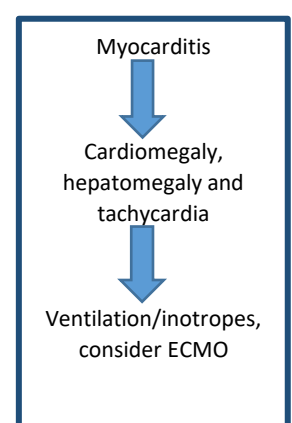 Myocarditis
Cardiomegaly,
hepatomegaly and
tachycardia
Ventilation/inotropes,
consider ECMO